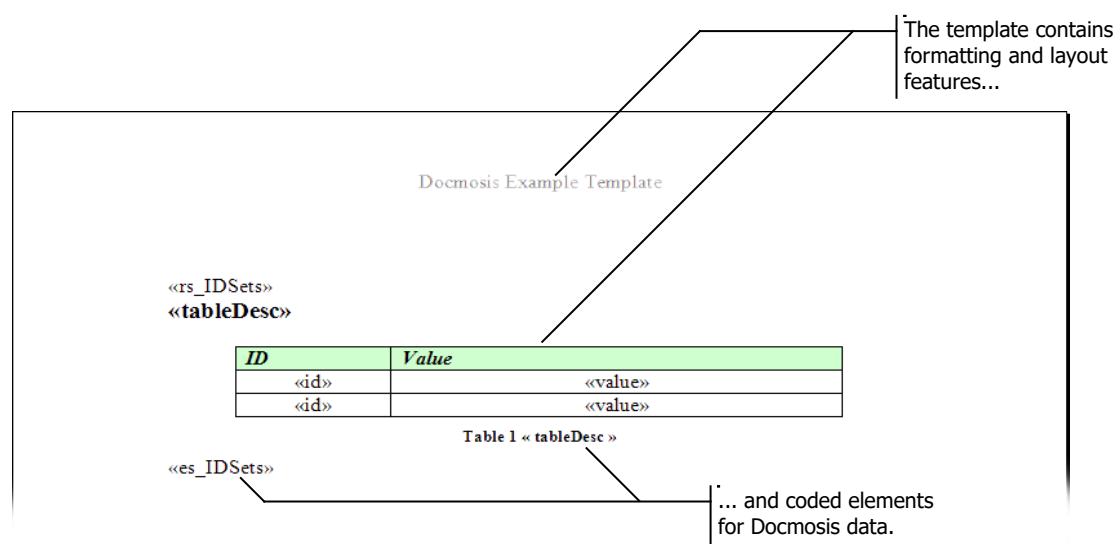 The template contains
formatting and layout
features...
Docmosis Example Template
«rs_IDSets»
«tableDesc»
ID Value
«id» «value»
«id» «value»
Table 1 « tableDesc »
«es_IDSets»
... and coded elements
for Docmosis data.